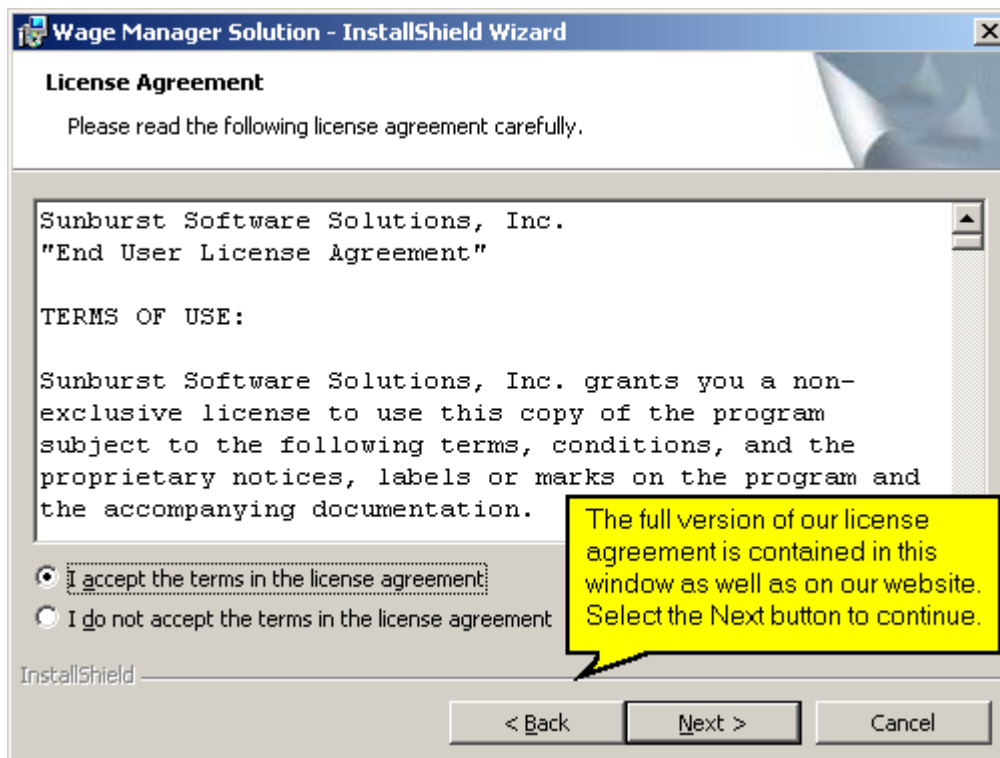 Wage Manager Solution - InstallShield Wizard
License Agreement
Please read the following license agreement carefully.
Sunburst Software Solutions, Inc.
"End User License Agreement"
TERMS OF USE:
Sunburst Software Solutions, Inc. grants you a non-
exclusive license to use this copy of the program
subject to the following terms, conditions, and the
proprietary notices, labels or marks on the program and
the accompanying documentation.
The full version of our license
agreement is contained in this
window as well as on our website.
Select the Next button to continue.
I accept the terms in the license agreement
I do not accept the terms in the license agreement
InstallShield
< Back
Next >
Cancel